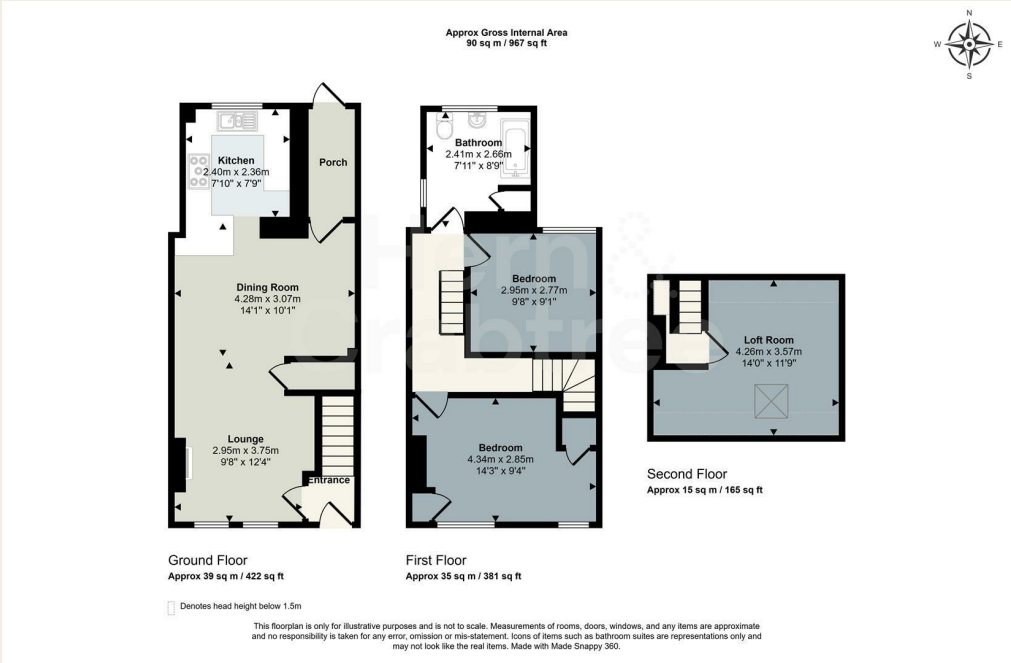 Approx Gross Internal Area
90 sq m / 967 sq ft
N
W E
S
Kitchen
2.40m x 2.36m
7'10" x 7'9"
Porch
Dining Room
4.28m x 3.07m
14'1" x 10'1"
Lounge
2.95m x 3.75m
9'8" x 12'4"
Entrance
Ground Floor
Approx 39 sq m / 422 sq ft
Bathroom
2.41m x 2.66m
7'11" x 8'9"
Bedroom
2.95m x 2.77m
9'8" x 9'1"
Bedroom
4.34m x 2.85m
14'3" x 9'4"
First Floor
Approx 35 sq m / 381 sq ft
Loft Room
4.26m x 3.57m
14'0" x 11'9"
Second Floor
Approx 15 sq m / 165 sq ft
Hern &
Crabtree
Denotes head height below 1.5m
This floorplan is only for illustrative purposes and is not to scale. Measurements of rooms, doors, windows, and any items are approximate
and no responsibility is taken for any error, omission or mis-statement. Icons of items such as bathroom suites are representations only and
may not look like the real items. Made with Made Snappy 360.